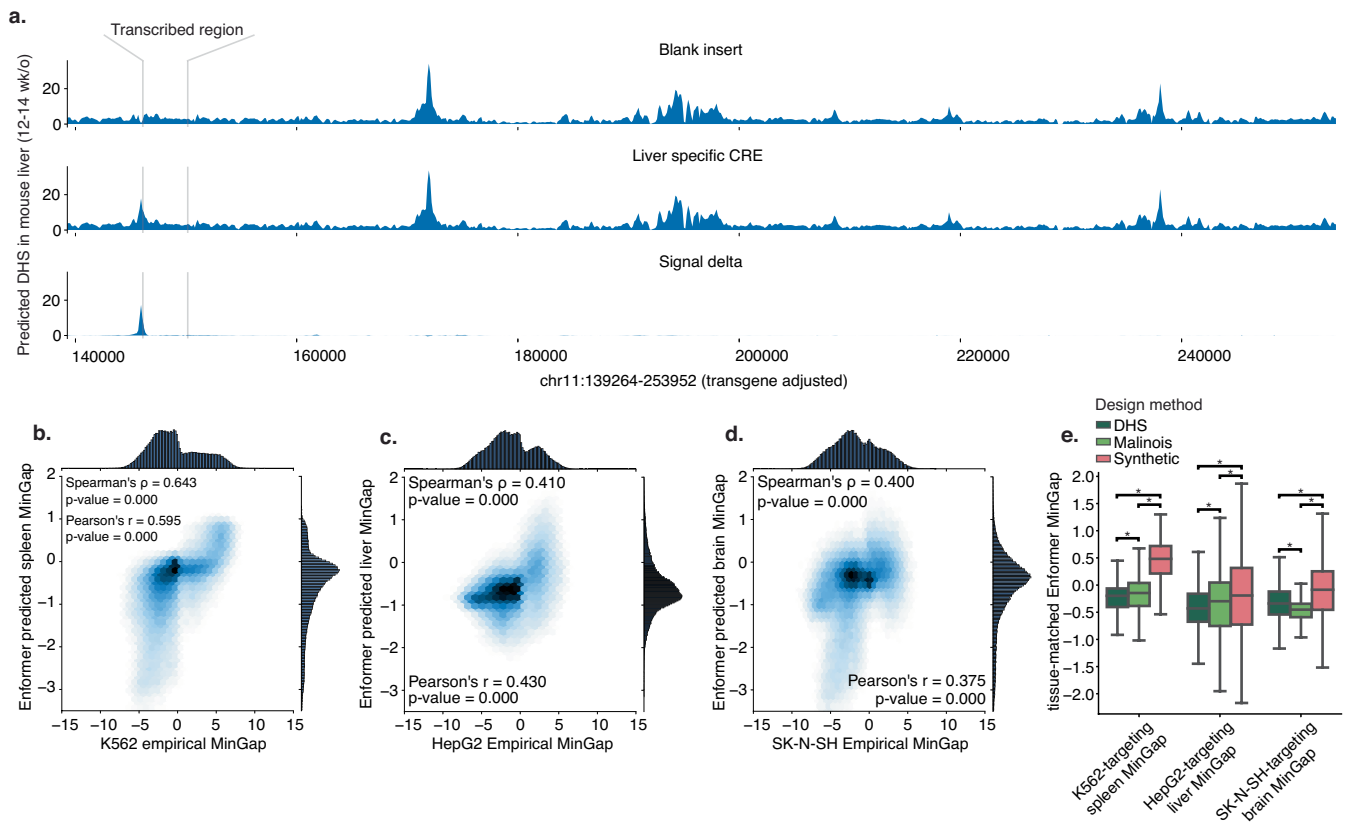 a.
Transcribed region
Predicted DHS in mouse liver (12-14 wk/o)
Blank insert
20
0
Liver specific CRE
20
0
Signal delta
20
0
140000 160000 180000 200000 220000 240000
chr11:139264-253952 (transgene adjusted)
b.
Enformer predicted spleen MinGap
2
1
0
−1
−2
−3
Spearman's ρ = 0.643
p-value = 0.000
Pearson's r = 0.595
p-value = 0.000
−15 −10 −5 0 5 10 15
K562 empirical MinGap
c.
Enformer predicted liver MinGap
2
1
0
−1
−2
−3
Spearman's ρ = 0.410
p-value = 0.000
Pearson's r = 0.430
p-value = 0.000
−15 −10 −5 0 5 10 15
HepG2 Empirical MinGap
d.
Enformer predicted brain MinGap
2
1
0
−1
−2
−3
Spearman's ρ = 0.400
p-value = 0.000
Pearson's r = 0.375
p-value = 0.000
−15 −10 −5 0 5 10 15
SK-N-SH Empirical MinGap
e.
Design method
DHS
Malinois
Synthetic
tissue-matched Enformer MinGap
2.0
1.5
1.0
0.5
0.0
−0.5
−1.0
−1.5
−2.0
* * *
* * *
* * *
K562-targeting
spleen MinGap
HepG2-targeting
liver MinGap
SK-N-SH-targeting
brain MinGap